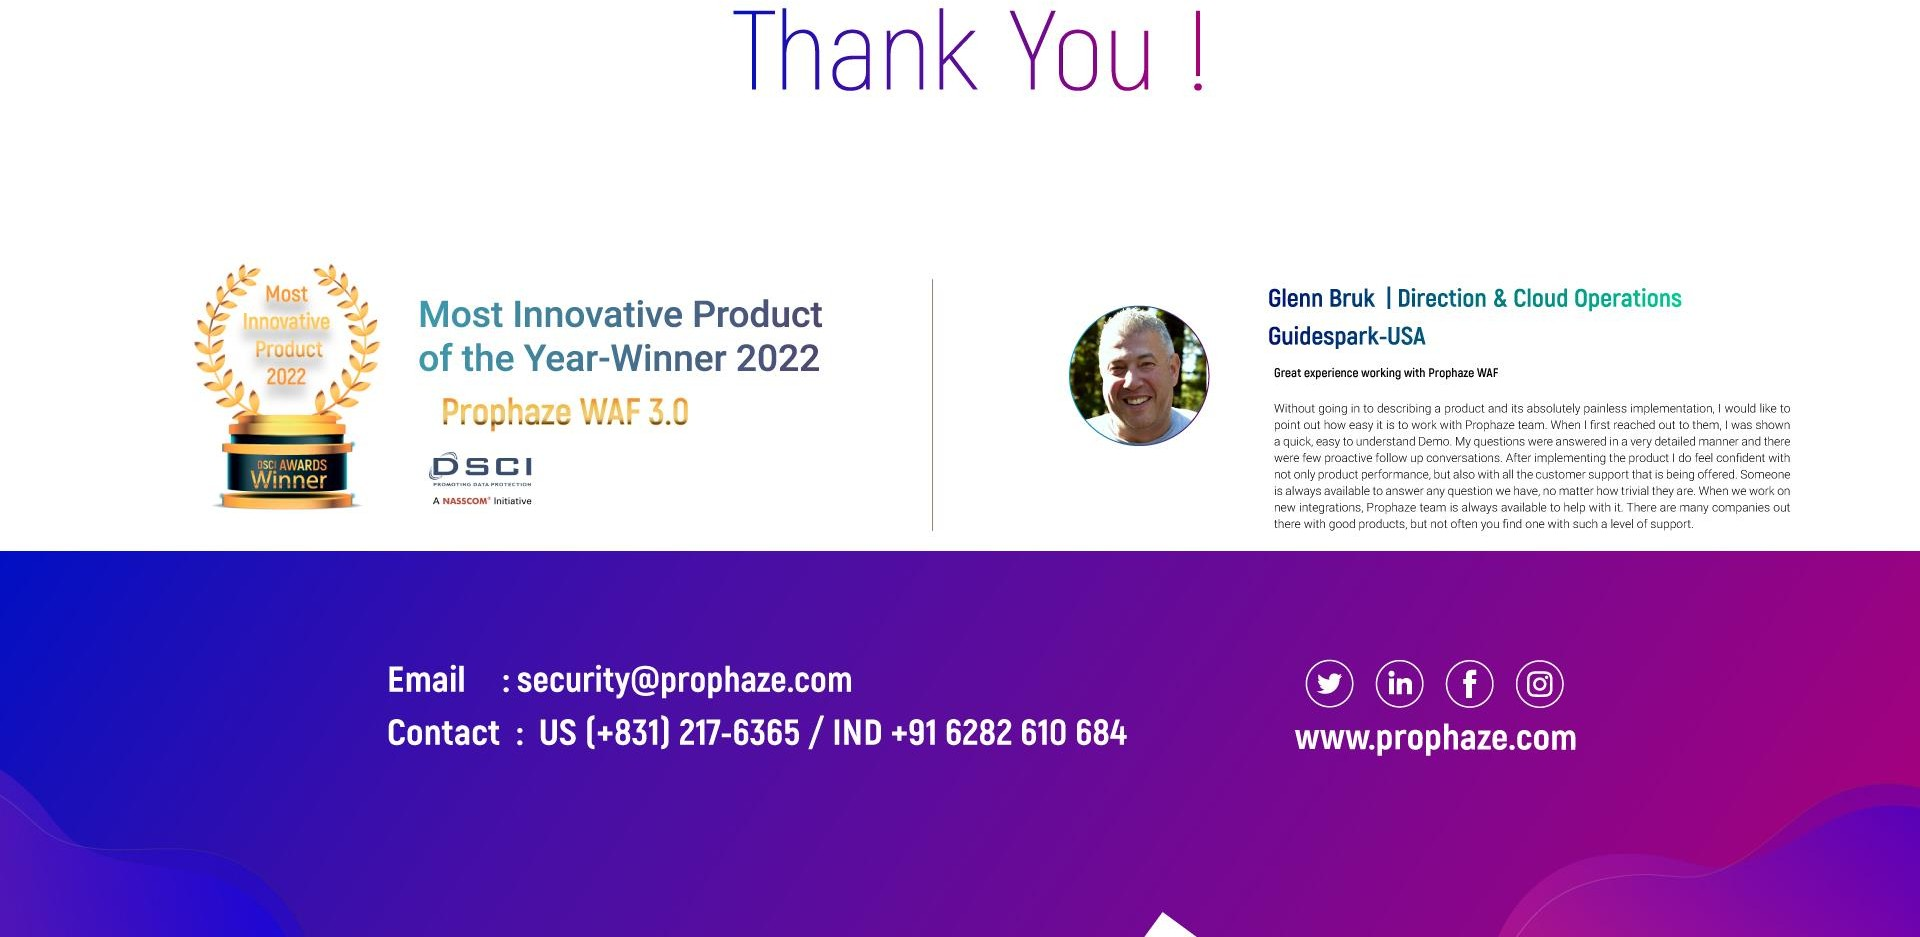 Thank You !
Most
Innovative
Product
2022
DSCI AWARDS
Winner
Most Innovative Product
of the Year-Winner 2022
Prophaze WAF 3.0
DSCI
PROMOTING DATA PROTECTION
A NASSCOM® Initiative
Glenn Bruk | Direction & Cloud Operations
Guidespark-USA
Great experience working with Prophaze WAF
Without going in to describing a product and its absolutely painless implementation, I would like to
point out how easy it is to work with Prophaze team. When I first reached out to them, I was shown
a quick, easy to understand Demo. My questions were answered in a very detailed manner and there
were few proactive follow up conversations. After implementing the product I do feel confident with
not only product performance, but also with all the customer support that is being offered. Someone
is always available to answer any question we have, no matter how trivial they are. When we work on
new integrations, Prophaze team is always available to help with it. There are many companies out
there with good products, but not often you find one with such a level of support.
Email : security@prophaze.com
Contact : US (+831) 217-6365 / IND +91 6282 610 684
www.prophaze.com